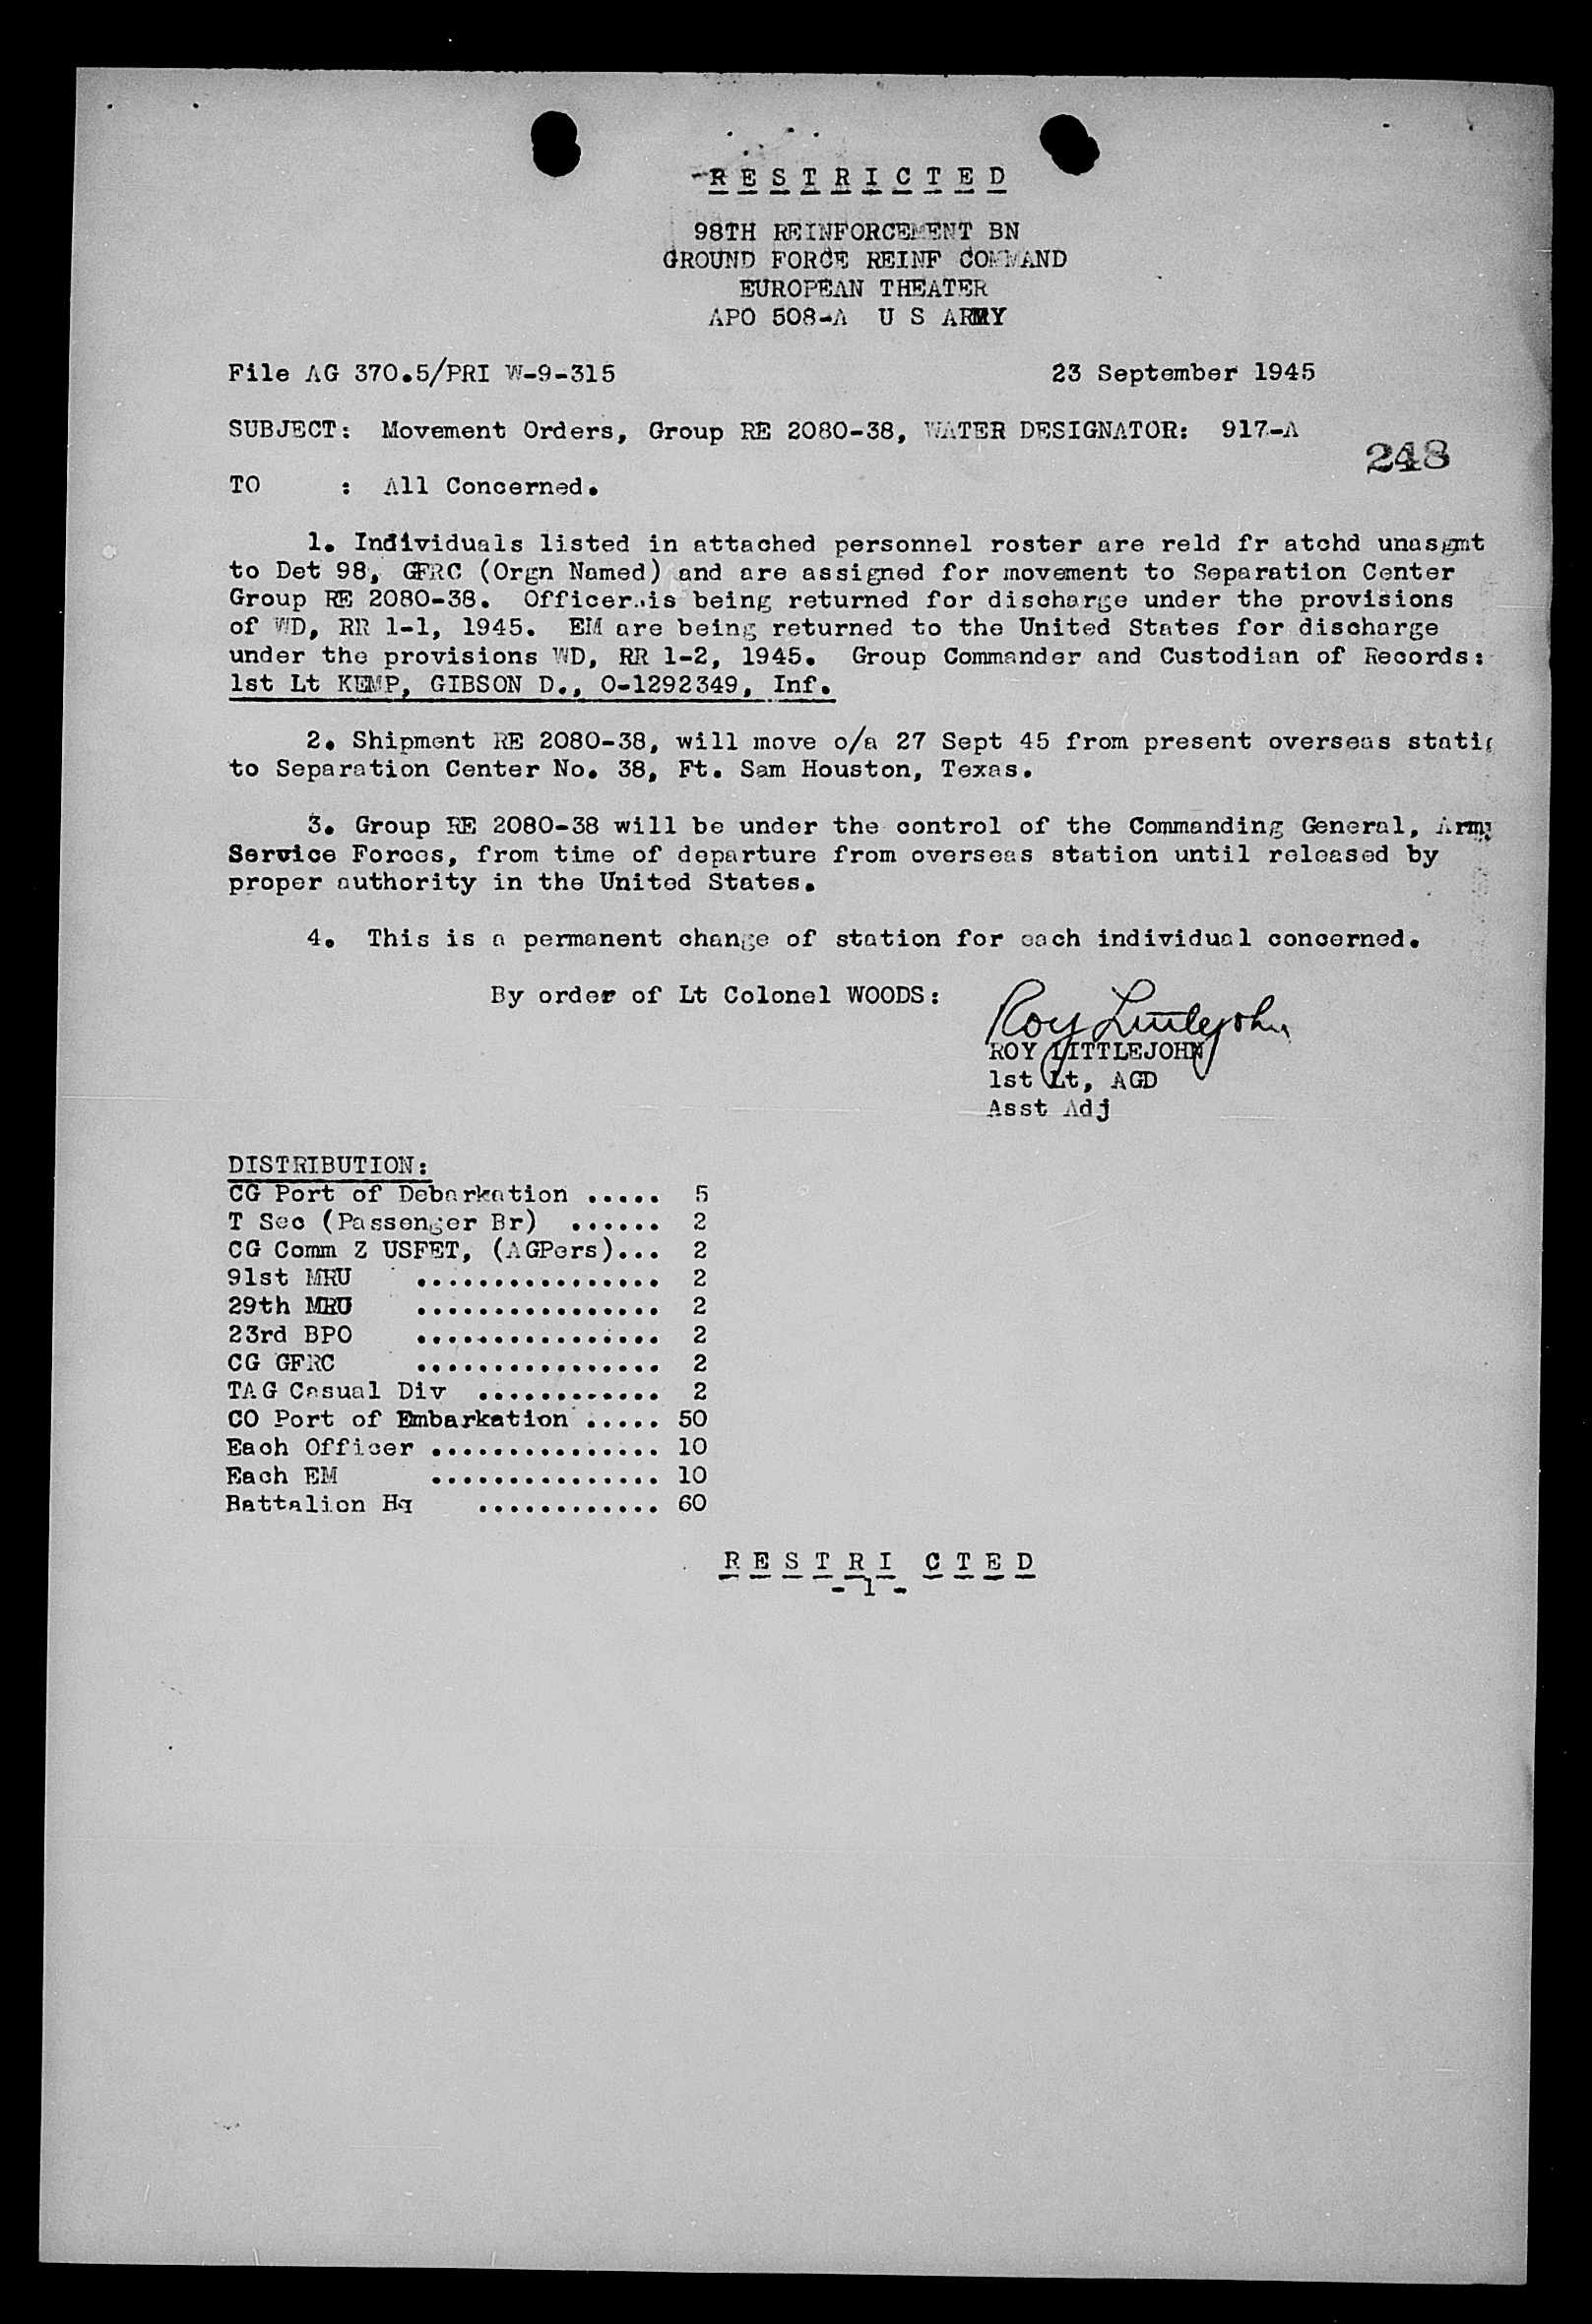 R E S T R I C T E D
98TH REINFORCEMENT BN
GROUND FORCE REINF COMMAND
EUROPEAN THEATER
APO 508-A U S ARMY
File AG 370.5/PRI W-9-315 23 September 1945
SUBJECT: Movement Orders, Group RE 2080-38, WATER DESIGNATOR: 917-A
248
TO : All Concerned.
1. Individuals listed in attached personnel roster are reld fr atchd unasgmt
to Det 98, GFRC (Orgn Named) and are assigned for movement to Separation Center
Group RE 2080-38. Officer..is being returned for discharge under the provisions
of WD, RR 1-1, 1945. EM are being returned to the United States for discharge
under the provisions WD, RR 1-2, 1945. Group Commander and Custodian of Records:
1st Lt KEMP, GIBSON D., O-1292349, Inf.
2. Shipment RE 2080-38, will move o/a 27 Sept 45 from present overseas statio
to Separation Center No. 38, Ft. Sam Houston, Texas.
3. Group RE 2080-38 will be under the control of the Commanding General, Army
Service Forces, from time of departure from overseas station until released by
proper authority in the United States.
4. This is a permanent change of station for each individual concerned.
By order of Lt Colonel WOODS:
Roy Littlejohn
ROY LITTLEJOHN
1st Lt, AGD
Asst Adj
DISTRIBUTION:
CG Port of Debarkation ..... 5
T Sec (Passenger Br) ...... 2
CG Comm Z USFET, (AGPers)... 2
91st MRU ................ 2
29th MRU ................ 2
23rd BPO ................ 2
CG GFRC ................ 2
TAG Casual Div ............ 2
CO Port of Embarkation ..... 50
Each Officer ............... 10
Each EM ............... 10
Battalion Hq ............ 60
R E S T R I C T E D
- 1 -